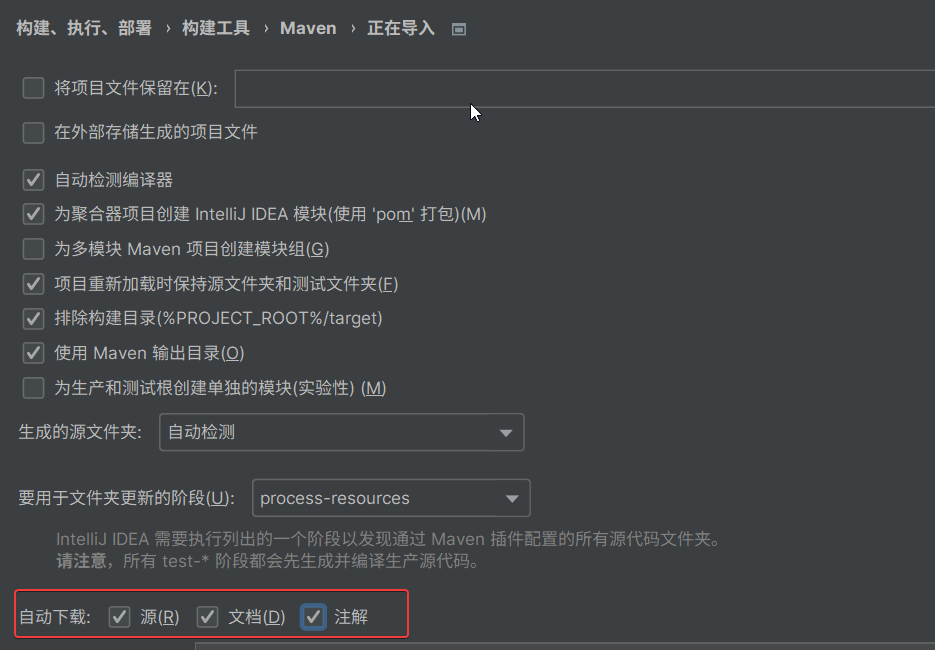 构建、执行、部署 › 构建工具 › Maven › 正在导入
将项目文件保留在(K):
在外部存储生成的项目文件
自动检测编译器
为聚合器项目创建 IntelliJ IDEA 模块(使用 'pom' 打包)(M)
为多模块 Maven 项目创建模块组(G)
项目重新加载时保持源文件夹和测试文件夹(F)
排除构建目录(%PROJECT_ROOT%/target)
使用 Maven 输出目录(O)
为生产和测试根创建单独的模块(实验性) (M)
生成的源文件夹: 自动检测
要用于文件夹更新的阶段(U): process-resources
IntelliJ IDEA 需要执行列出的一个阶段以发现通过 Maven 插件配置的所有源代码文件夹。
请注意，所有 test-* 阶段都会先生成并编译生产源代码。
自动下载: 源(R) 文档(D) 注解